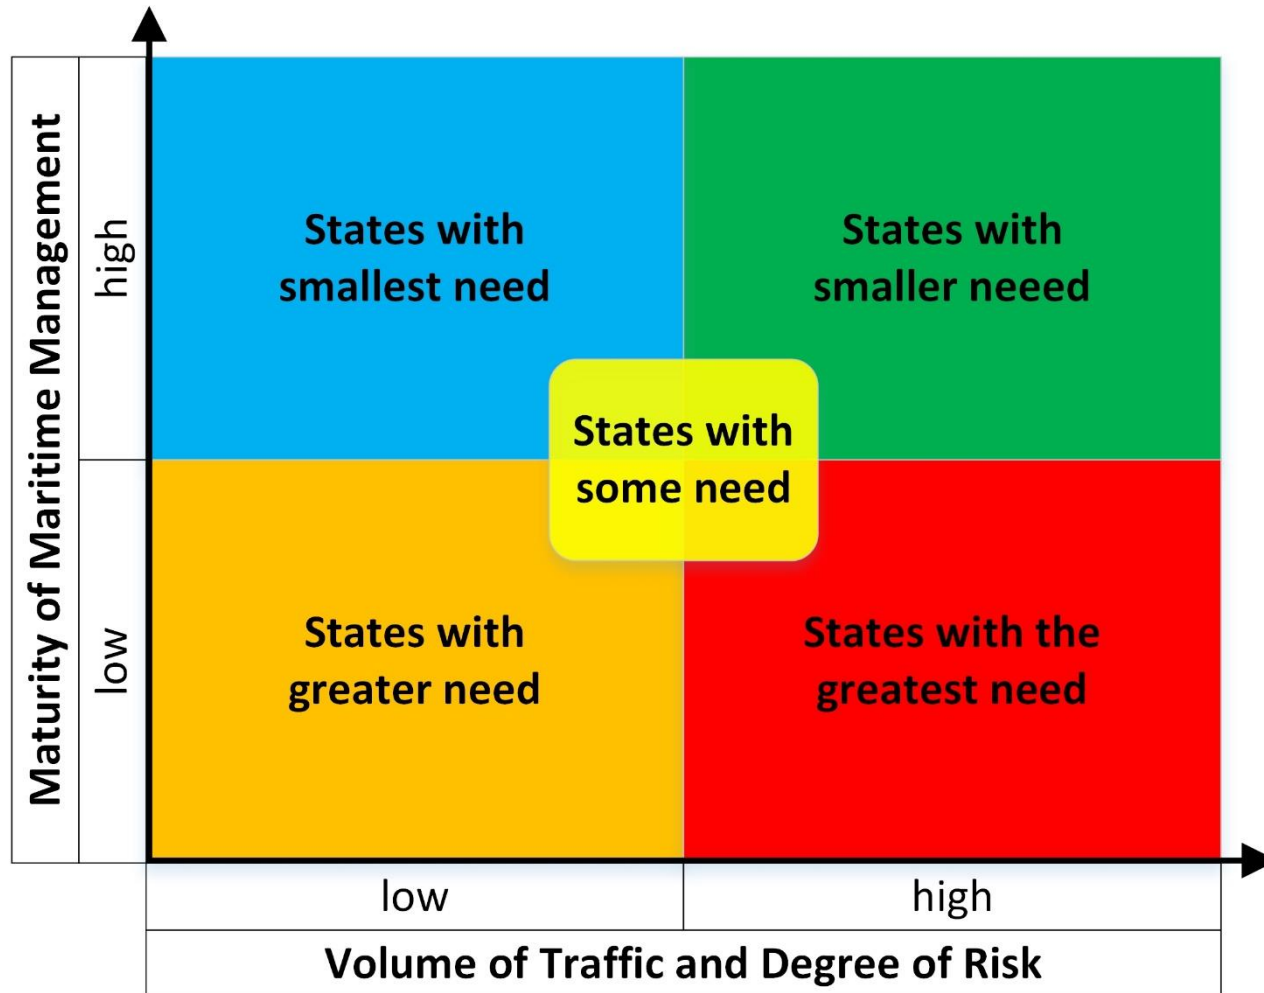 Maturity of Maritime Management
high
low
States with
smallest need
States with
smaller neeed
States with
some need
States with
greater need
States with the
greatest need
low
high
Volume of Traffic and Degree of Risk